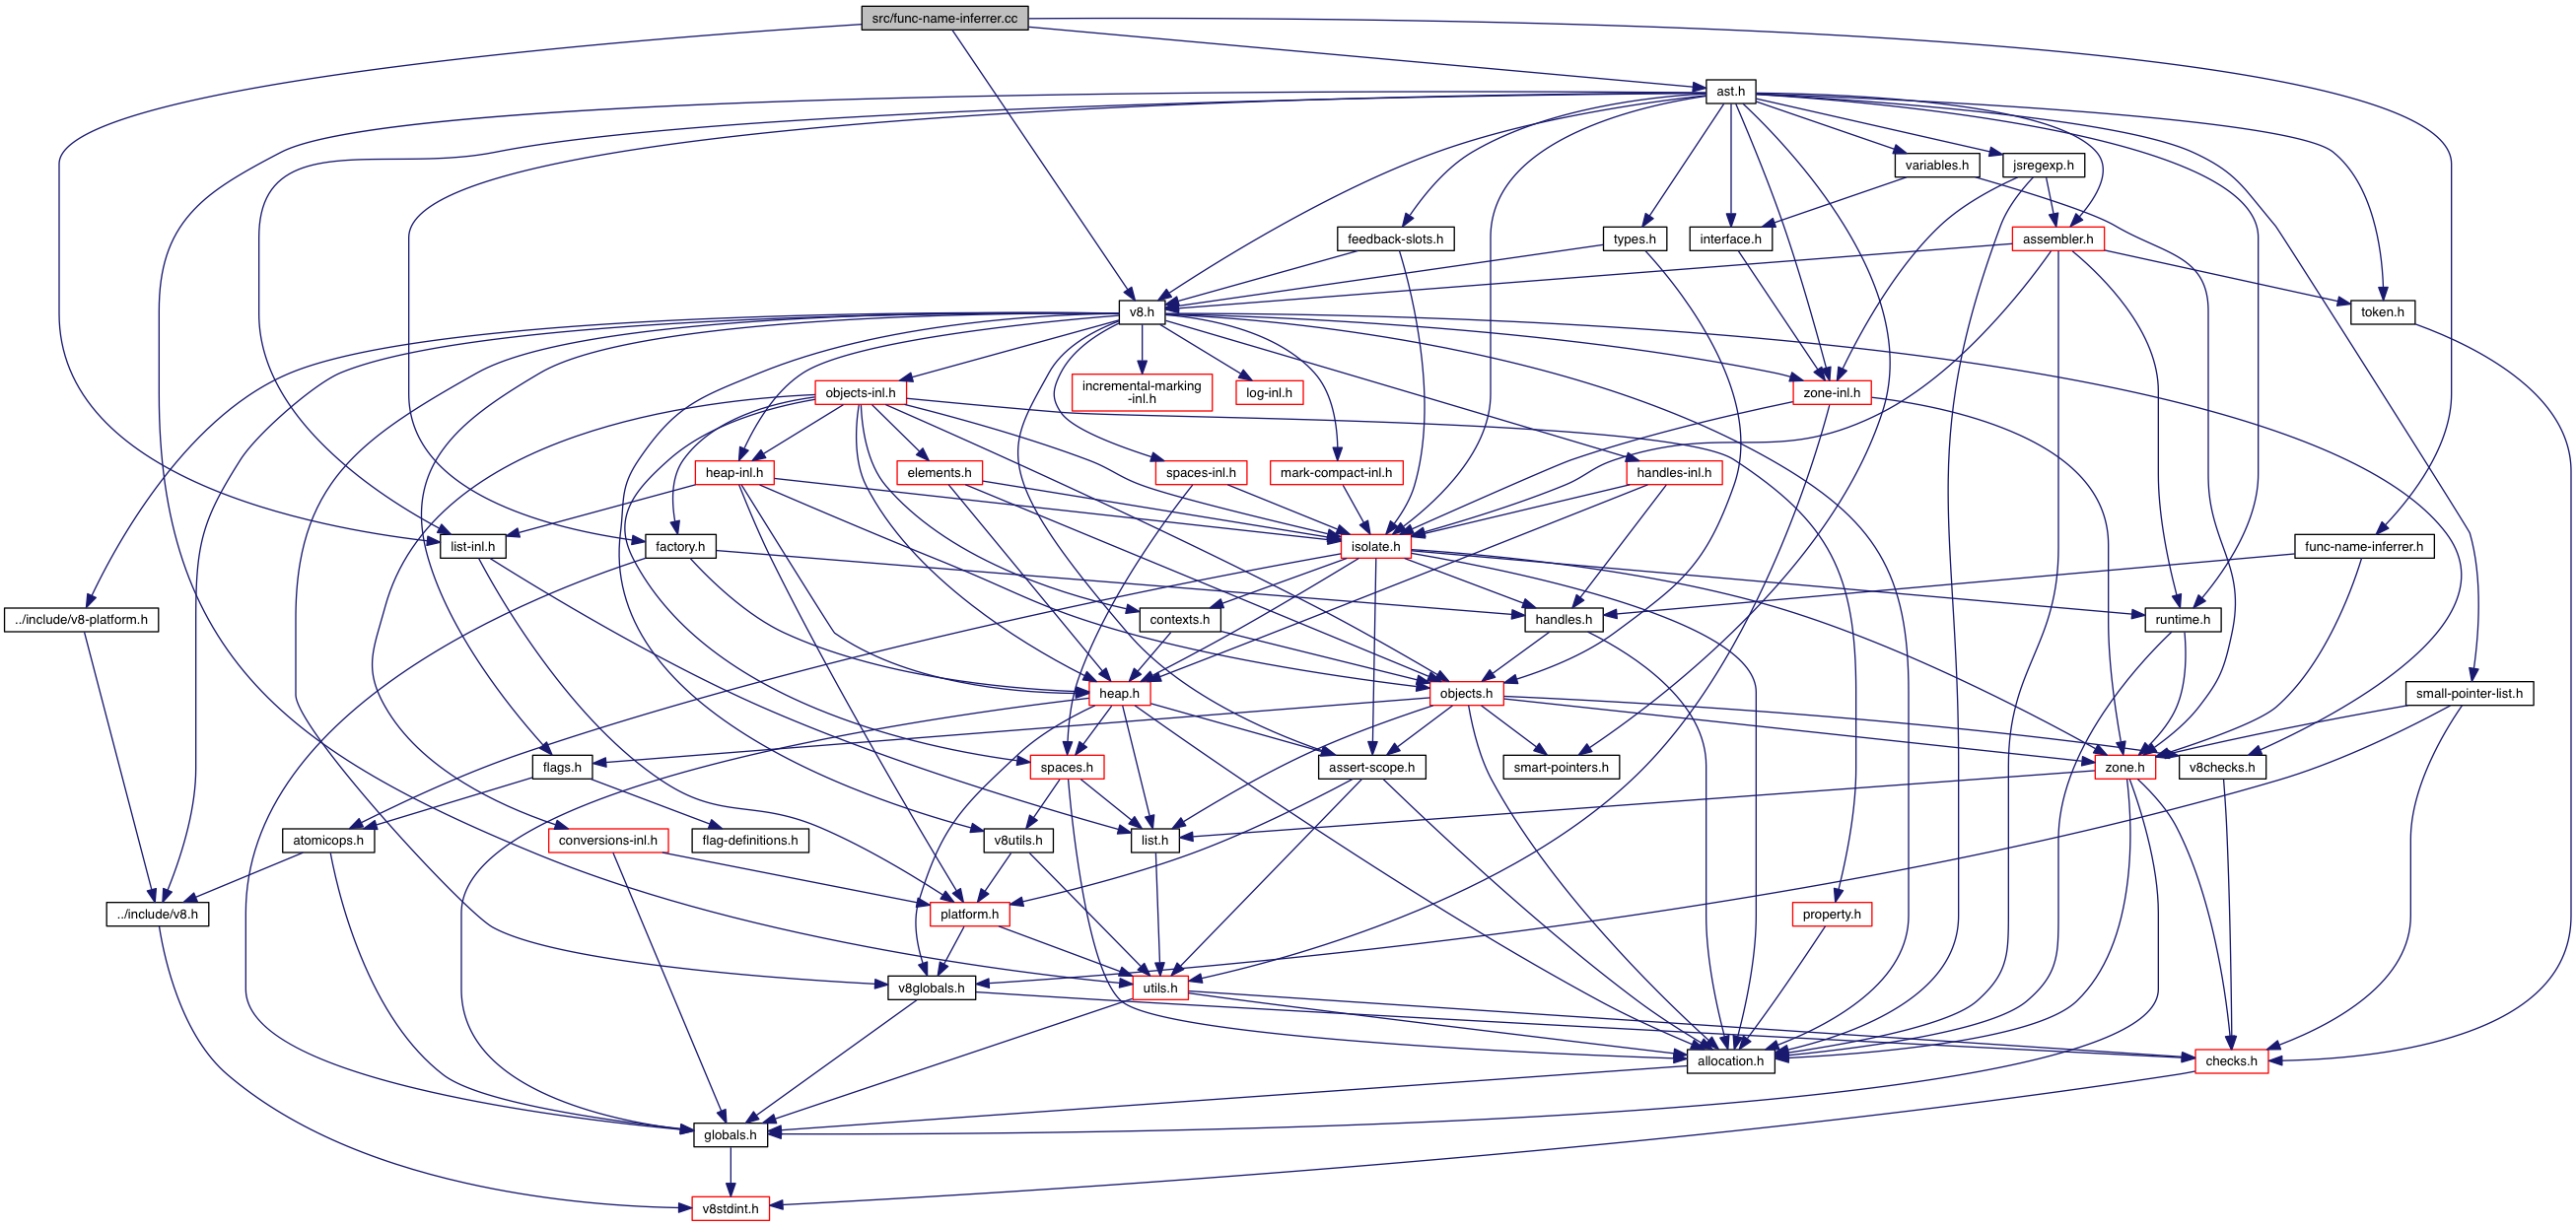 src/func-name-inferrer.cc
ast.h
variables.h
jsregexp.h
feedback-slots.h
types.h
interface.h
assembler.h
v8.h
token.h
objects-inl.h
incremental-marking
-inl.h
log-inl.h
zone-inl.h
heap-inl.h
elements.h
spaces-inl.h
mark-compact-inl.h
handles-inl.h
list-inl.h
factory.h
isolate.h
func-name-inferrer.h
../include/v8-platform.h
contexts.h
handles.h
runtime.h
heap.h
objects.h
small-pointer-list.h
flags.h
spaces.h
assert-scope.h
smart-pointers.h
zone.h
v8checks.h
atomicops.h
conversions-inl.h
flag-definitions.h
v8utils.h
list.h
../include/v8.h
platform.h
property.h
v8globals.h
utils.h
allocation.h
checks.h
globals.h
v8stdint.h